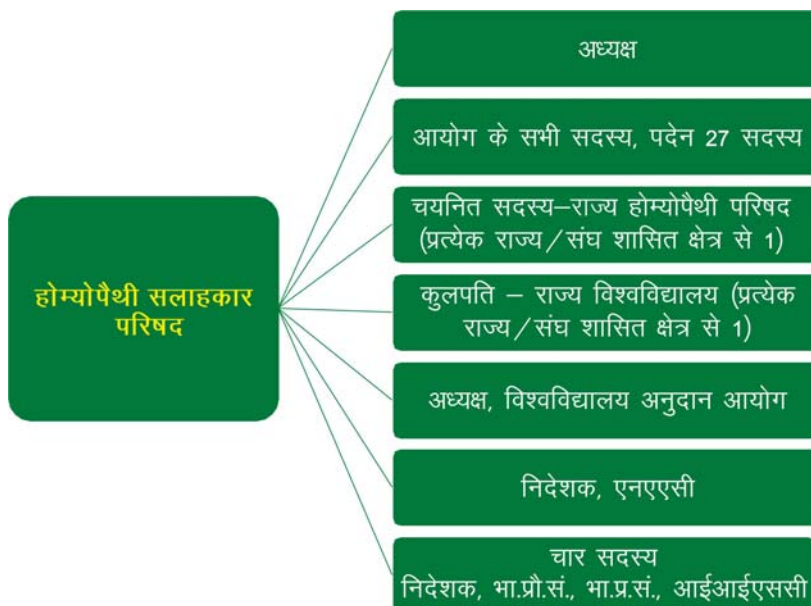 अध्यक्ष
आयोग के सभी सदस्य, पदेन 27 सदस्य
चयनित सदस्य–राज्य होम्योपैथी परिषद
(प्रत्येक राज्य/संघ शासित क्षेत्र से 1)
होम्योपैथी सलाहकार
परिषद
कुलपति – राज्य विश्वविद्यालय (प्रत्येक
राज्य/संघ शासित क्षेत्र से 1)
अध्यक्ष, विश्वविद्यालय अनुदान आयोग
निदेशक, एनएएसी
चार सदस्य
निदेशक, भा.प्रौ.सं., भा.प्र.सं., आईआईएससी